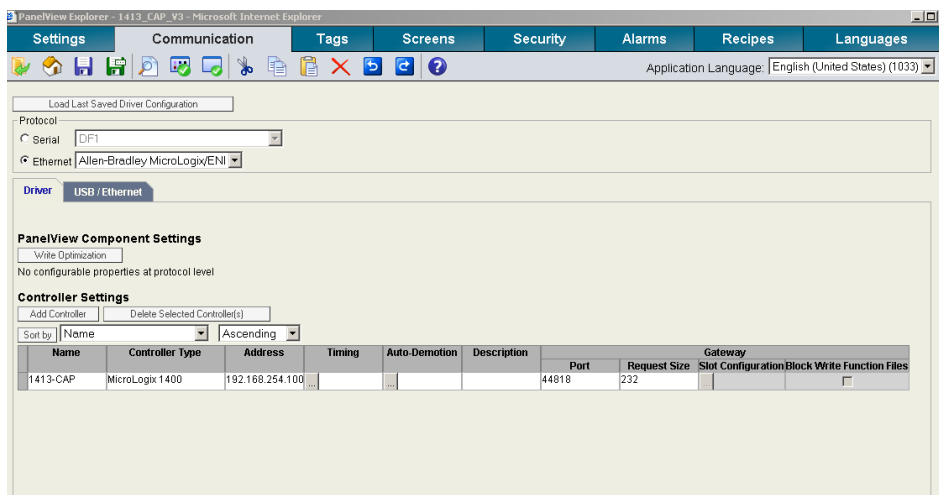 PanelView Explorer - 1413_CAP_V3 - Microsoft Internet Explorer
Settings Communication Tags Screens Security Alarms Recipes Languages
Application Language: English (United States) (1033)
Load Last Saved Driver Configuration
Protocol
Serial DF1
Ethernet Allen-Bradley MicroLogix/ENI
Driver USB / Ethernet
PanelView Component Settings
Write Optimization
No configurable properties at protocol level
Controller Settings
Add Controller Delete Selected Controller(s)
Sort by Name Ascending
Name Controller Type Address Timing Auto-Demotion Description Gateway
Port Request Size Slot Configuration Block Write Function Files
1413-CAP MicroLogix 1400 192.168.254.100 ... ... 44818 232 ...